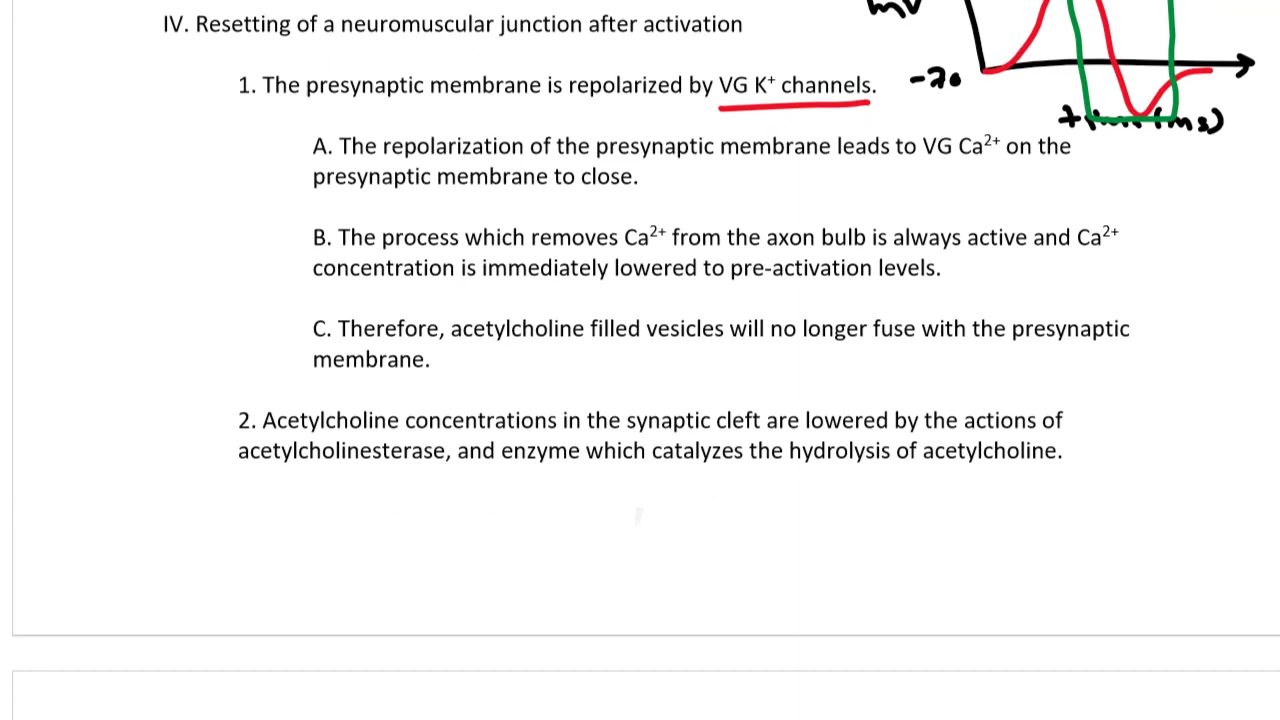 IV. Resetting of a neuromuscular junction after activation
mv
1. The presynaptic membrane is repolarized by VG K⁺ channels.
-70
(ms)
A. The repolarization of the presynaptic membrane leads to VG Ca²⁺ on the
presynaptic membrane to close.
B. The process which removes Ca²⁺ from the axon bulb is always active and Ca²⁺
concentration is immediately lowered to pre-activation levels.
C. Therefore, acetylcholine filled vesicles will no longer fuse with the presynaptic
membrane.
2. Acetylcholine concentrations in the synaptic cleft are lowered by the actions of
acetylcholinesterase, and enzyme which catalyzes the hydrolysis of acetylcholine.